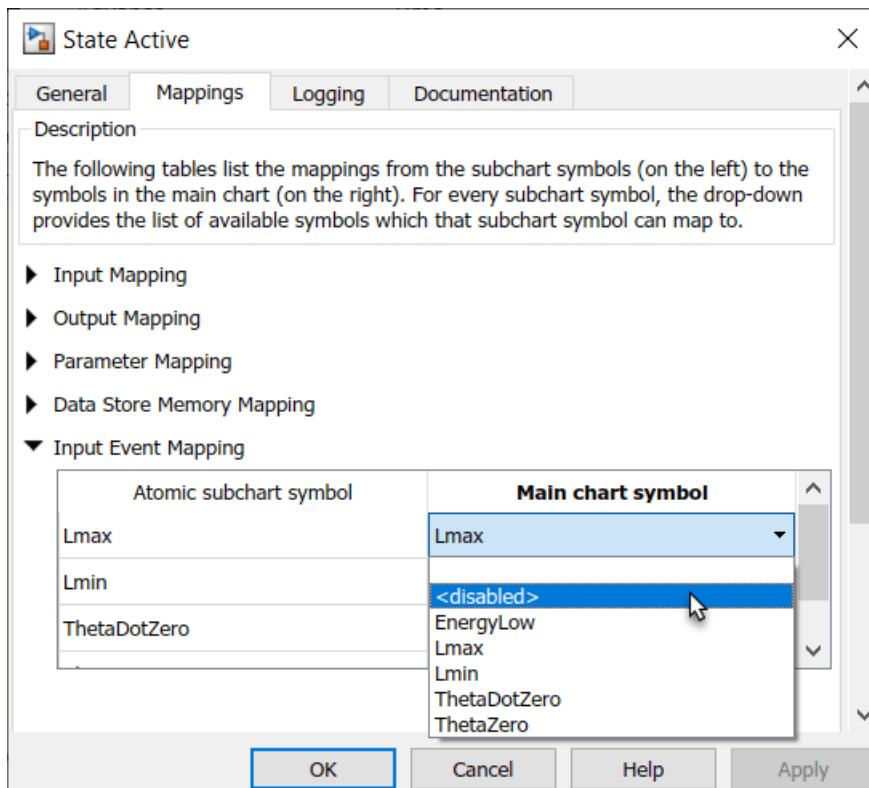 State Active
General Mappings Logging Documentation
Description
The following tables list the mappings from the subchart symbols (on the left) to the
symbols in the main chart (on the right). For every subchart symbol, the drop-down
provides the list of available symbols which that subchart symbol can map to.
Input Mapping
Output Mapping
Parameter Mapping
Data Store Memory Mapping
Input Event Mapping
Atomic subchart symbol Main chart symbol
Lmax Lmax
Lmin
ThetaDotZero
<disabled>
EnergyLow
Lmax
Lmin
ThetaDotZero
ThetaZero
OK Cancel Help Apply